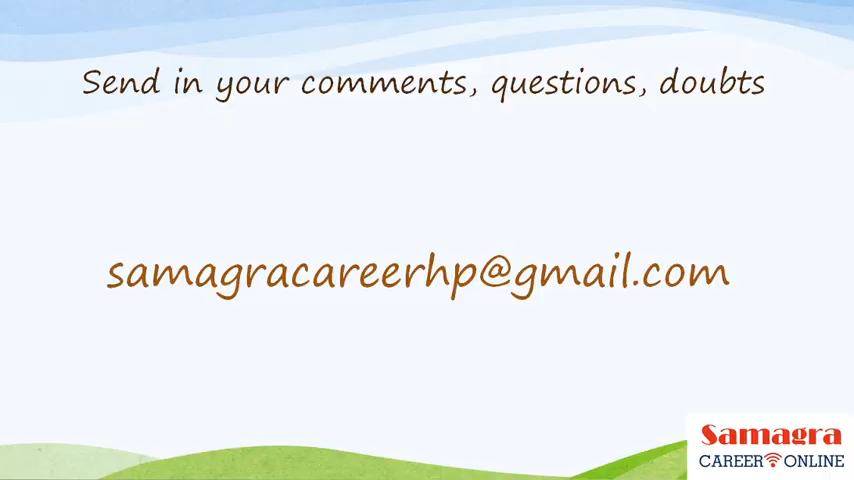 Send in your comments, questions, doubts
samagracareerhp@gmail.com
Samagra
CAREER ONLINE